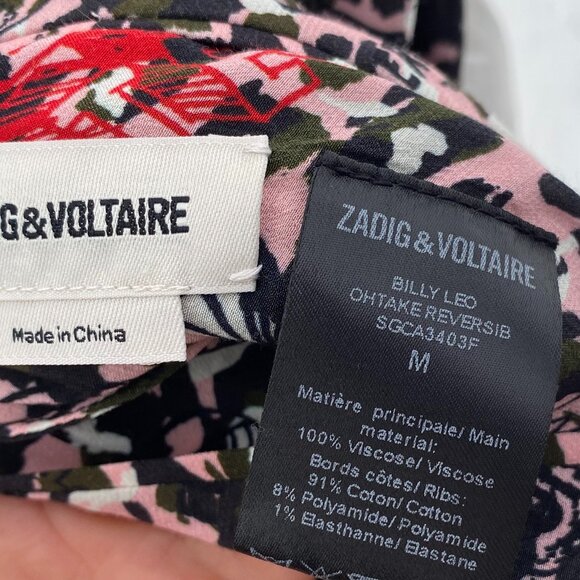 G&VOLTAIRE
Made in China
ZADIG&VOLTAIRE
BILLY LEO
OHTAKE REVERSIB
SGCA3403F
M
Matière principale/ Main
material:
100% Viscose/ Viscose
Bords côtes/ Ribs:
91% Coton/ Cotton
8% Polyamide/ Polyamide
1% Elasthanne/ Elastane